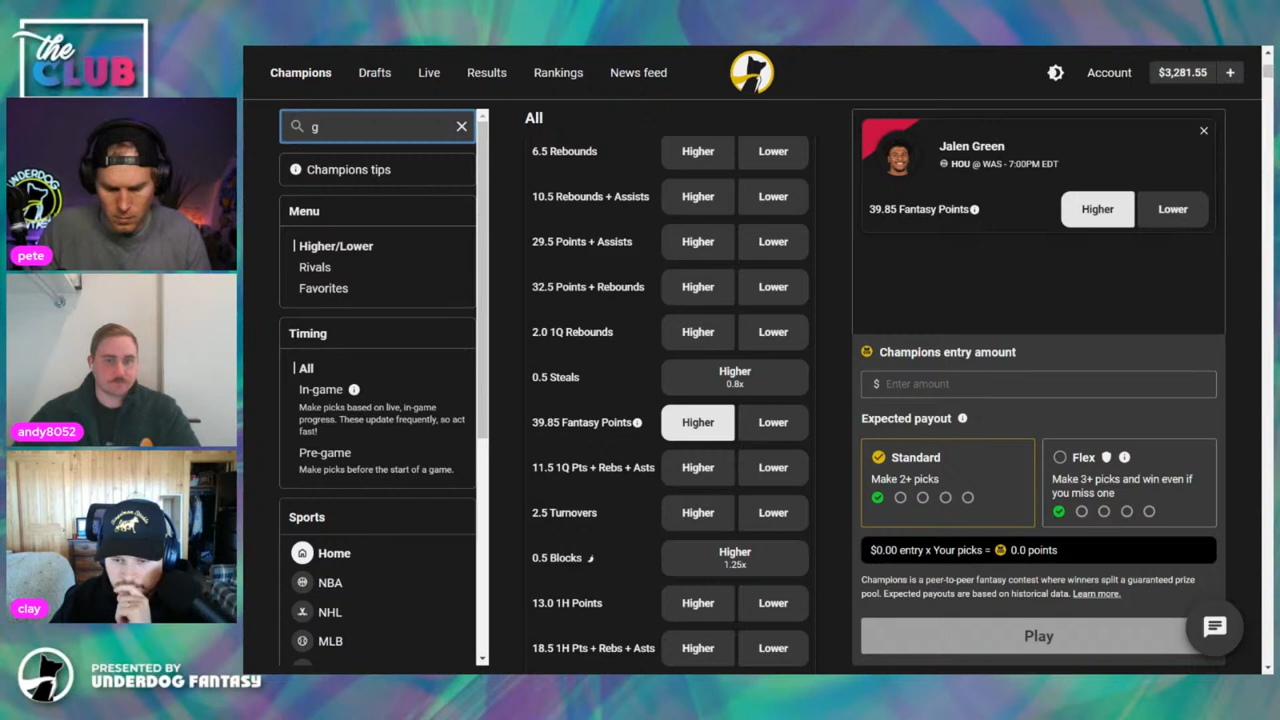 the
CLUB
pete
UNDERDOG
andy8052
clay
PRESENTED BY
UNDERDOG FANTASY
Champions Drafts Live Results Rankings News feed Account $3,281.55 +
g
Champions tips
Menu
Higher/Lower
Rivals
Favorites
Timing
All
In-game
Make picks based on live, in-game
progress. These update frequently, so act
fast!
Pre-game
Make picks before the start of a game.
Sports
Home
NBA
NHL
MLB
All
6.5 Rebounds Higher Lower
10.5 Rebounds + Assists Higher Lower
29.5 Points + Assists Higher Lower
32.5 Points + Rebounds Higher Lower
2.0 1Q Rebounds Higher Lower
0.5 Steals Higher
0.8x
39.85 Fantasy Points Higher Lower
11.5 1Q Pts + Rebs + Asts Higher Lower
2.5 Turnovers Higher Lower
0.5 Blocks Higher
1.25x
13.0 1H Points Higher Lower
18.5 1H Pts + Rebs + Asts Higher Lower
Jalen Green
HOU @ WAS - 7:00PM EDT
39.85 Fantasy Points Higher Lower
Champions entry amount
$ Enter amount
Expected payout
Standard
Make 2+ picks
Flex
Make 3+ picks and win even if
you miss one
$0.00 entry x Your picks = 0.0 points
Champions is a peer-to-peer fantasy contest where winners split a guaranteed prize
pool. Expected payouts are based on historical data. Learn more.
Play